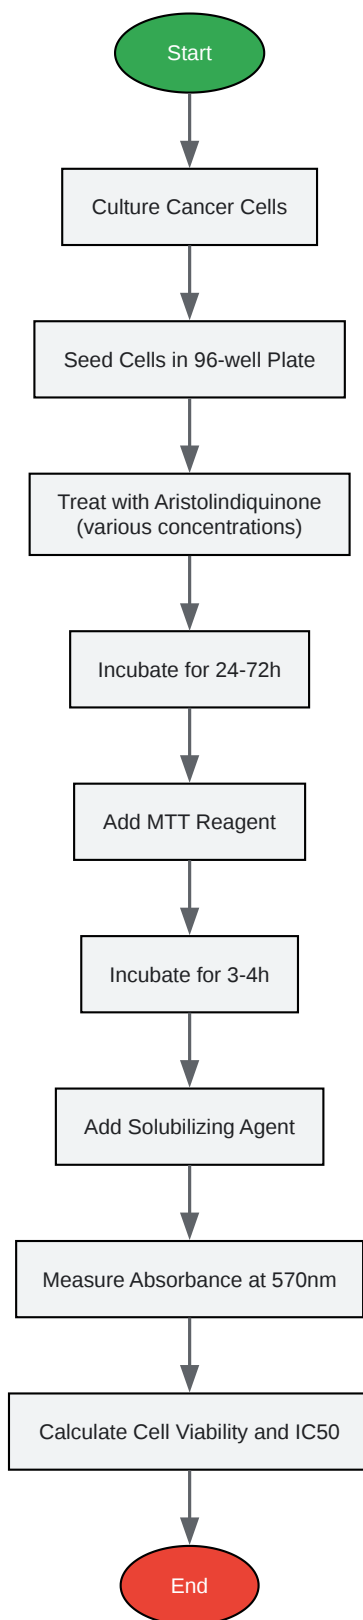 Start
Culture Cancer Cells
Seed Cells in 96-well Plate
Treat with Aristolindiquinone
(various concentrations)
Incubate for 24-72h
Add MTT Reagent
Incubate for 3-4h
Add Solubilizing Agent
Measure Absorbance at 570nm
Calculate Cell Viability and IC50
End